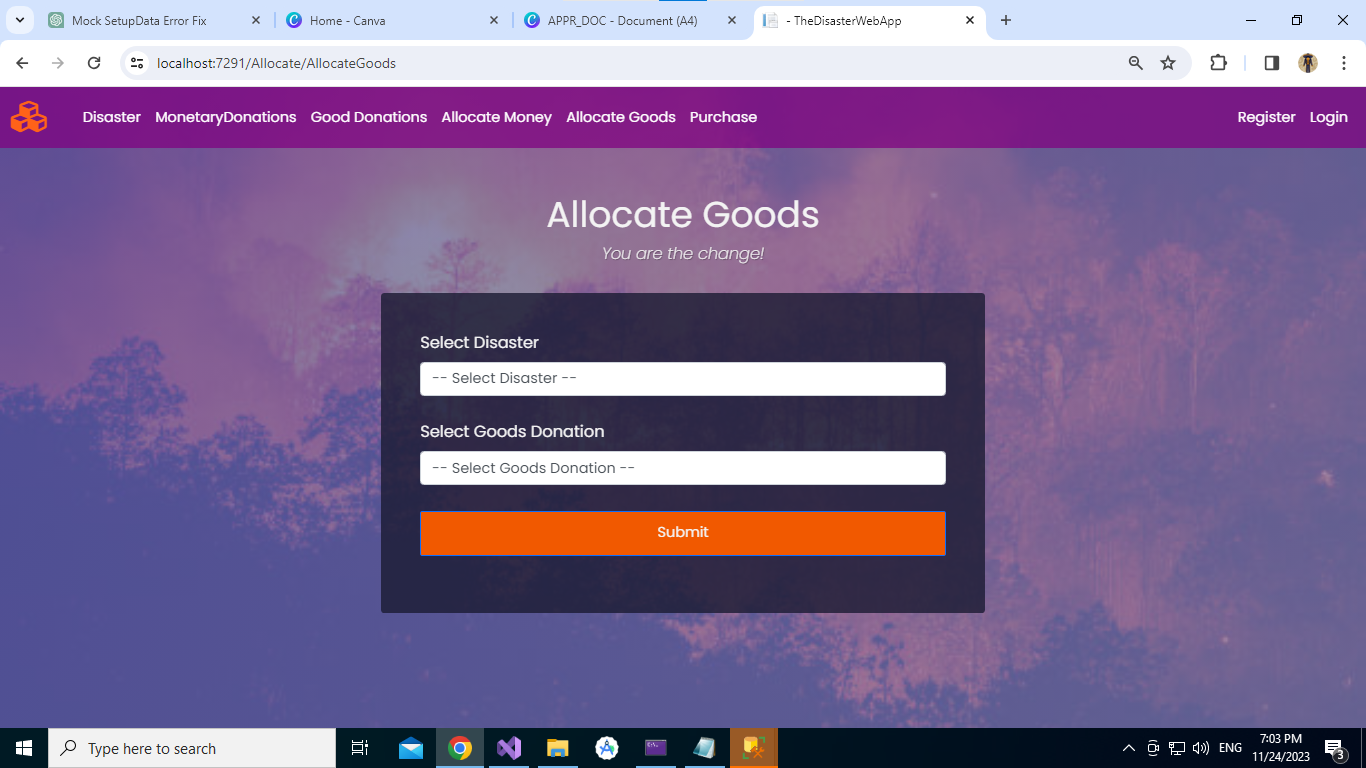 Mock SetupData Error Fix
Home - Canva
APPR_DOC - Document (A4)
- TheDisasterWebApp
localhost:7291/Allocate/AllocateGoods
Disaster MonetaryDonations Good Donations Allocate Money Allocate Goods Purchase Register Login
Allocate Goods
You are the change!
Select Disaster
-- Select Disaster --
Select Goods Donation
-- Select Goods Donation --
Submit
Type here to search
ENG
7:03 PM
11/24/2023
3